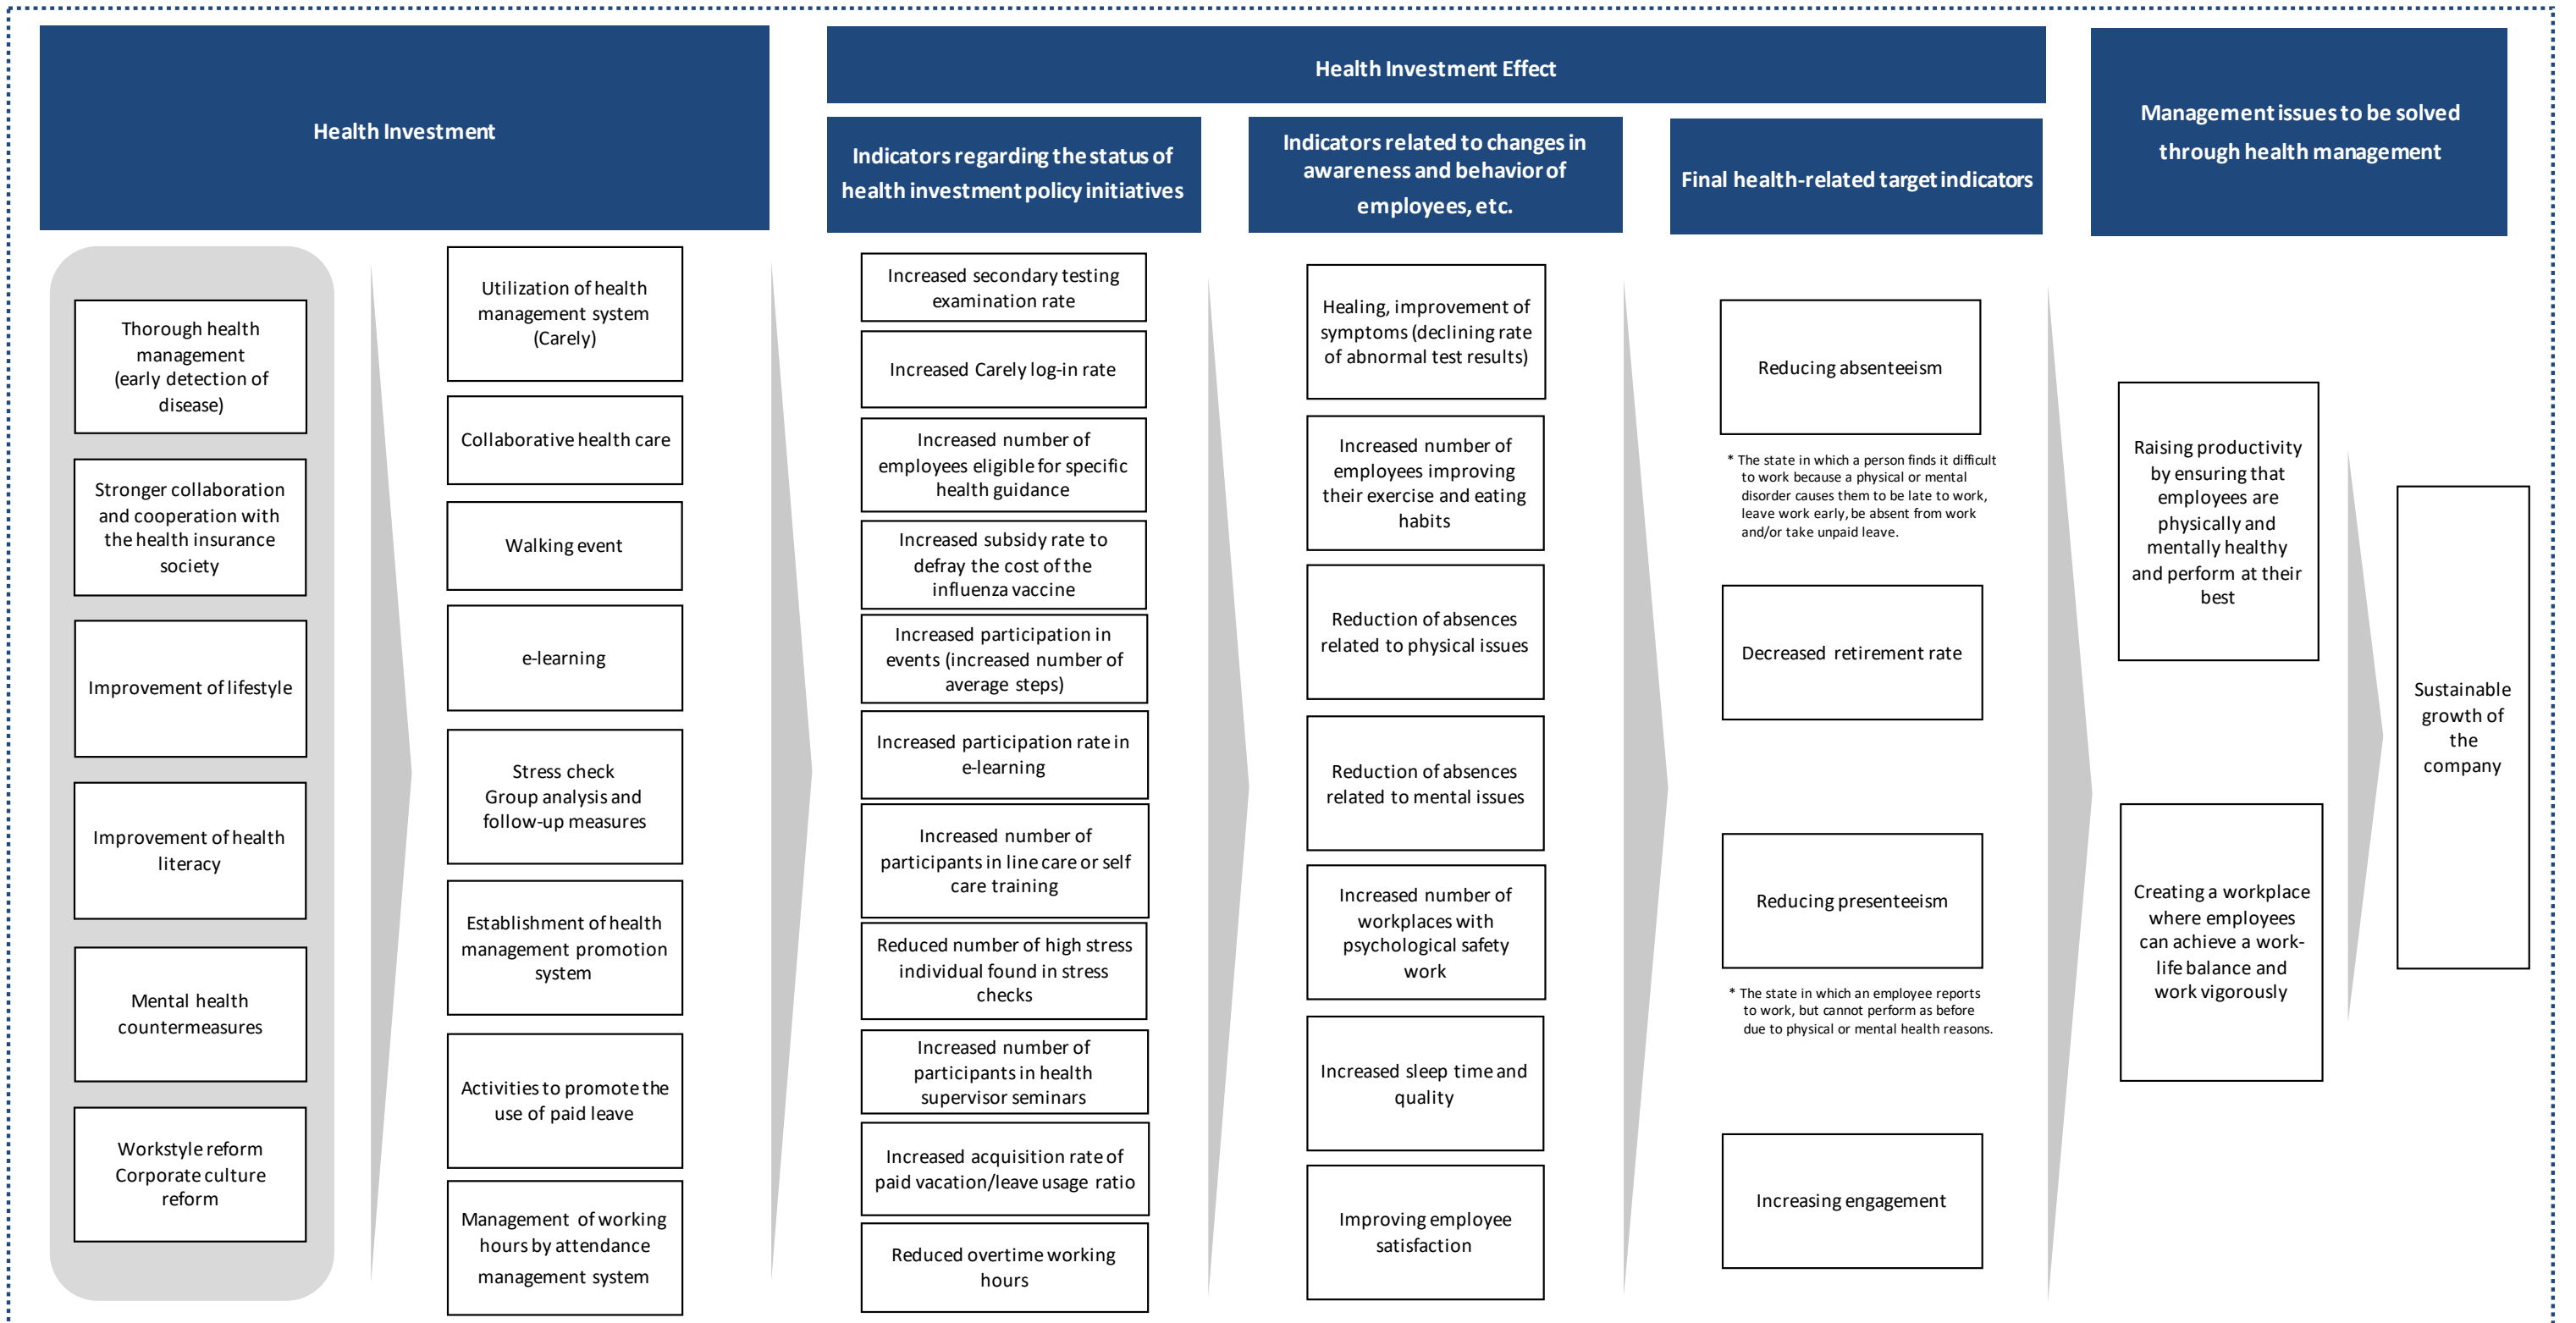 Health Investment
Health Investment Effect
Indicators regarding the status of
health investment policy initiatives
Indicators related to changes in
awareness and behavior of
employees, etc.
Final health-related target indicators
Management issues to be solved
through health management
Thorough health
management
(early detection of
disease)
Stronger collaboration
and cooperation with
the health insurance
society
Improvement of lifestyle
Improvement of health
literacy
Mental health
countermeasures
Workstyle reform
Corporate culture
reform
Utilization of health
management system
(Carely)
Collaborative health care
Walking event
e-learning
Stress check
Group analysis and
follow-up measures
Establishment of health
management promotion
system
Activities to promote the
use of paid leave
Management of working
hours by attendance
management system
Increased secondary testing
examination rate
Increased Carely log-in rate
Increased number of
employees eligible for specific
health guidance
Increased subsidy rate to
defray the cost of the
influenza vaccine
Increased participation in
events (increased number of
average steps)
Increased participation rate in
e-learning
Increased number of
participants in line care or self
care training
Reduced number of high stress
individual found in stress
checks
Increased number of
participants in health
supervisor seminars
Increased acquisition rate of
paid vacation/leave usage ratio
Reduced overtime working
hours
Healing, improvement of
symptoms (declining rate
of abnormal test results)
Increased number of
employees improving
their exercise and eating
habits
Reduction of absences
related to physical issues
Reduction of absences
related to mental issues
Increased number of
workplaces with
psychological safety
work
Increased sleep time and
quality
Improving employee
satisfaction
Reducing absenteeism
* The state in which a person finds it difficult
to work because a physical or mental
disorder causes them to be late to work,
leave work early, be absent from work
and/or take unpaid leave.
Decreased retirement rate
Reducing presenteeism
* The state in which an employee reports
to work, but cannot perform as before
due to physical or mental health reasons.
Increasing engagement
Raising productivity
by ensuring that
employees are
physically and
mentally healthy
and perform at their
best
Creating a workplace
where employees
can achieve a work-
life balance and
work vigorously
Sustainable
growth of
the
company